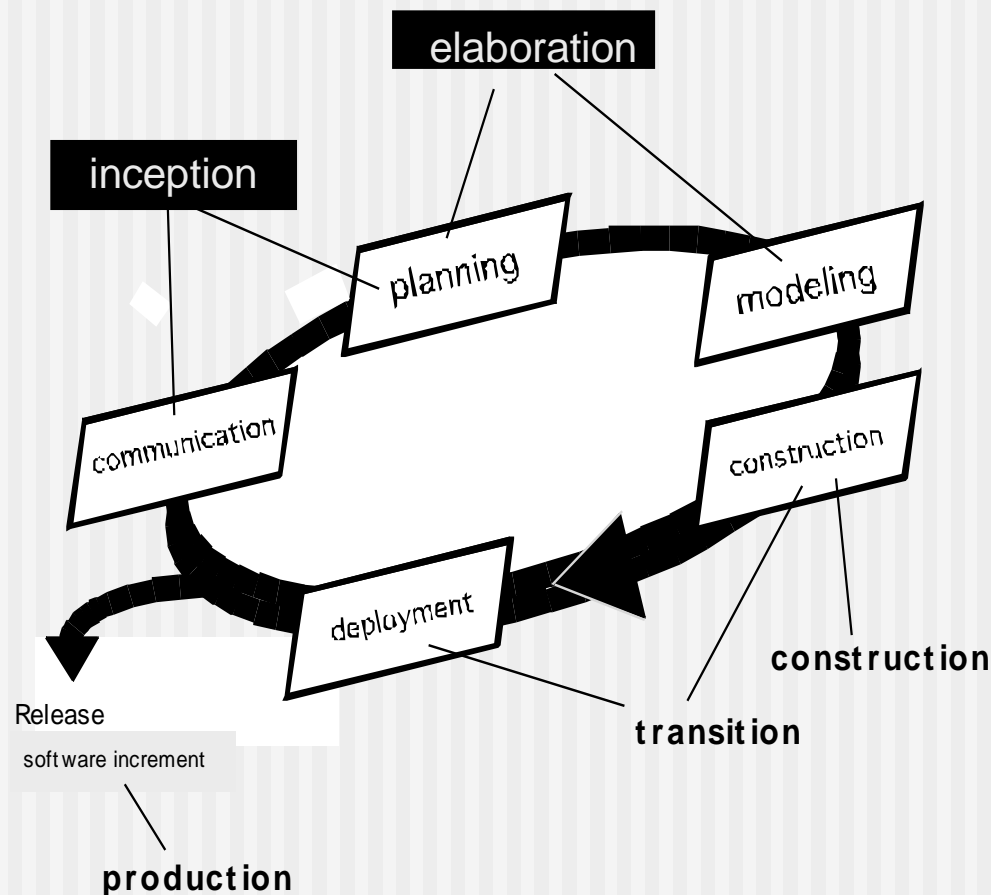 elaboration
inception
planning
modeling
communication
construction
deployment
construction
transition
Release
software increment
production